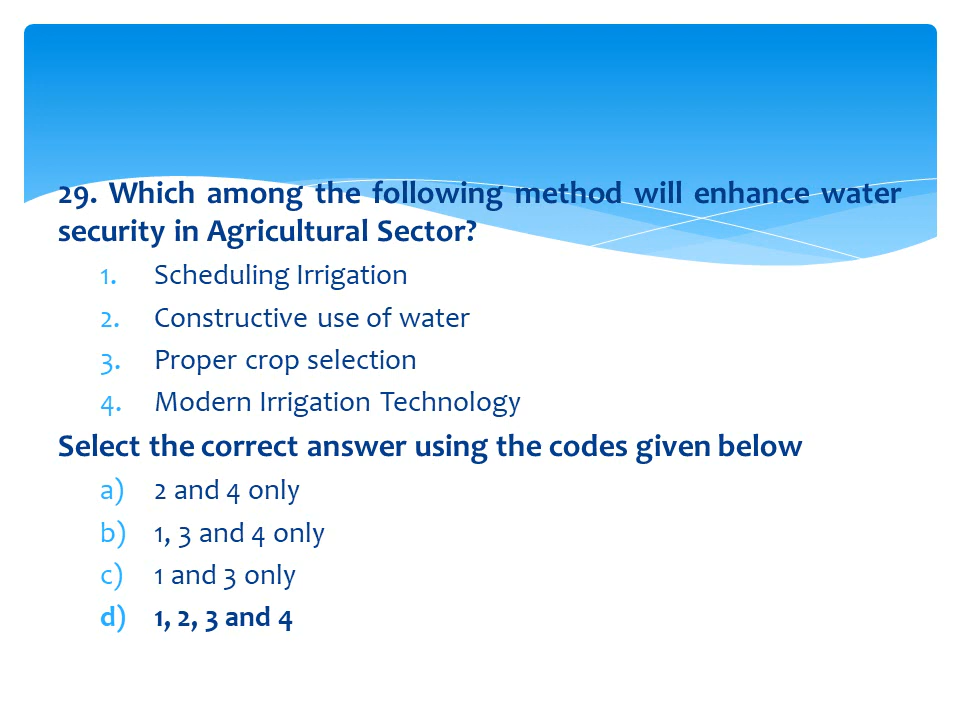 29. Which among the following method will enhance water
security in Agricultural Sector?
1. Scheduling Irrigation
2. Constructive use of water
3. Proper crop selection
4. Modern Irrigation Technology
Select the correct answer using the codes given below
a) 2 and 4 only
b) 1, 3 and 4 only
c) 1 and 3 only
d) 1, 2, 3 and 4